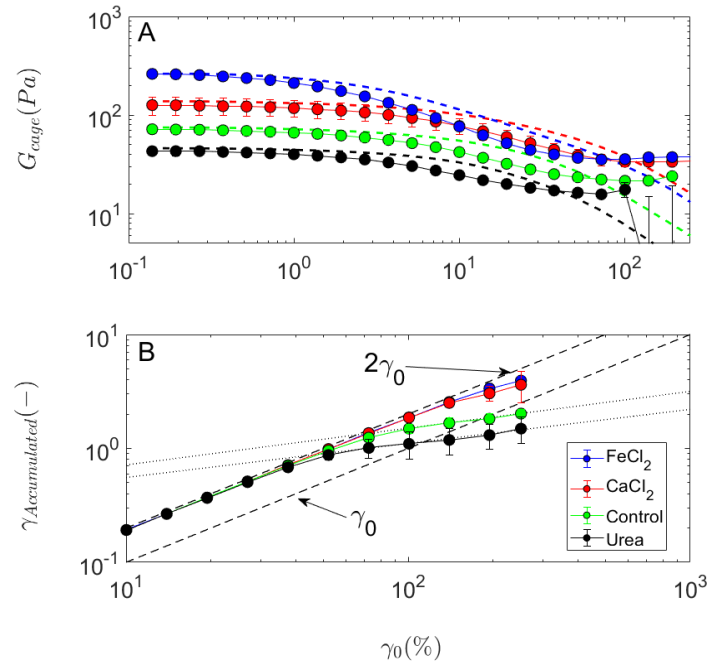 A
G_cage(Pa)
10^3
10^2
10^1
10^-1
10^0
10^1
10^2
B
γ_Accumulated(−)
10^1
10^0
10^-1
2γ_0
γ_0
FeCl_2
CaCl_2
Control
Urea
10^1
10^2
10^3
γ_0(%)